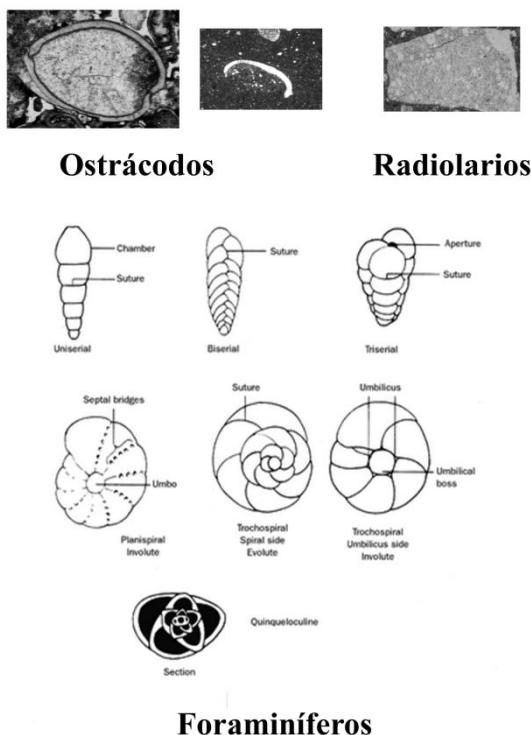 Ostrácodos
Radiolarios
Chamber
Suture
Uniserial
Suture
Biserial
Aperture
Suture
Triserial
Septal bridges
Umbo
Planispiral
Involute
Suture
Trochospiral
Spiral side
Evolute
Umbilicus
Umbilical
boss
Trochospiral
Umbilicus side
Involute
Quinqueloculine
Section
Foraminíferos